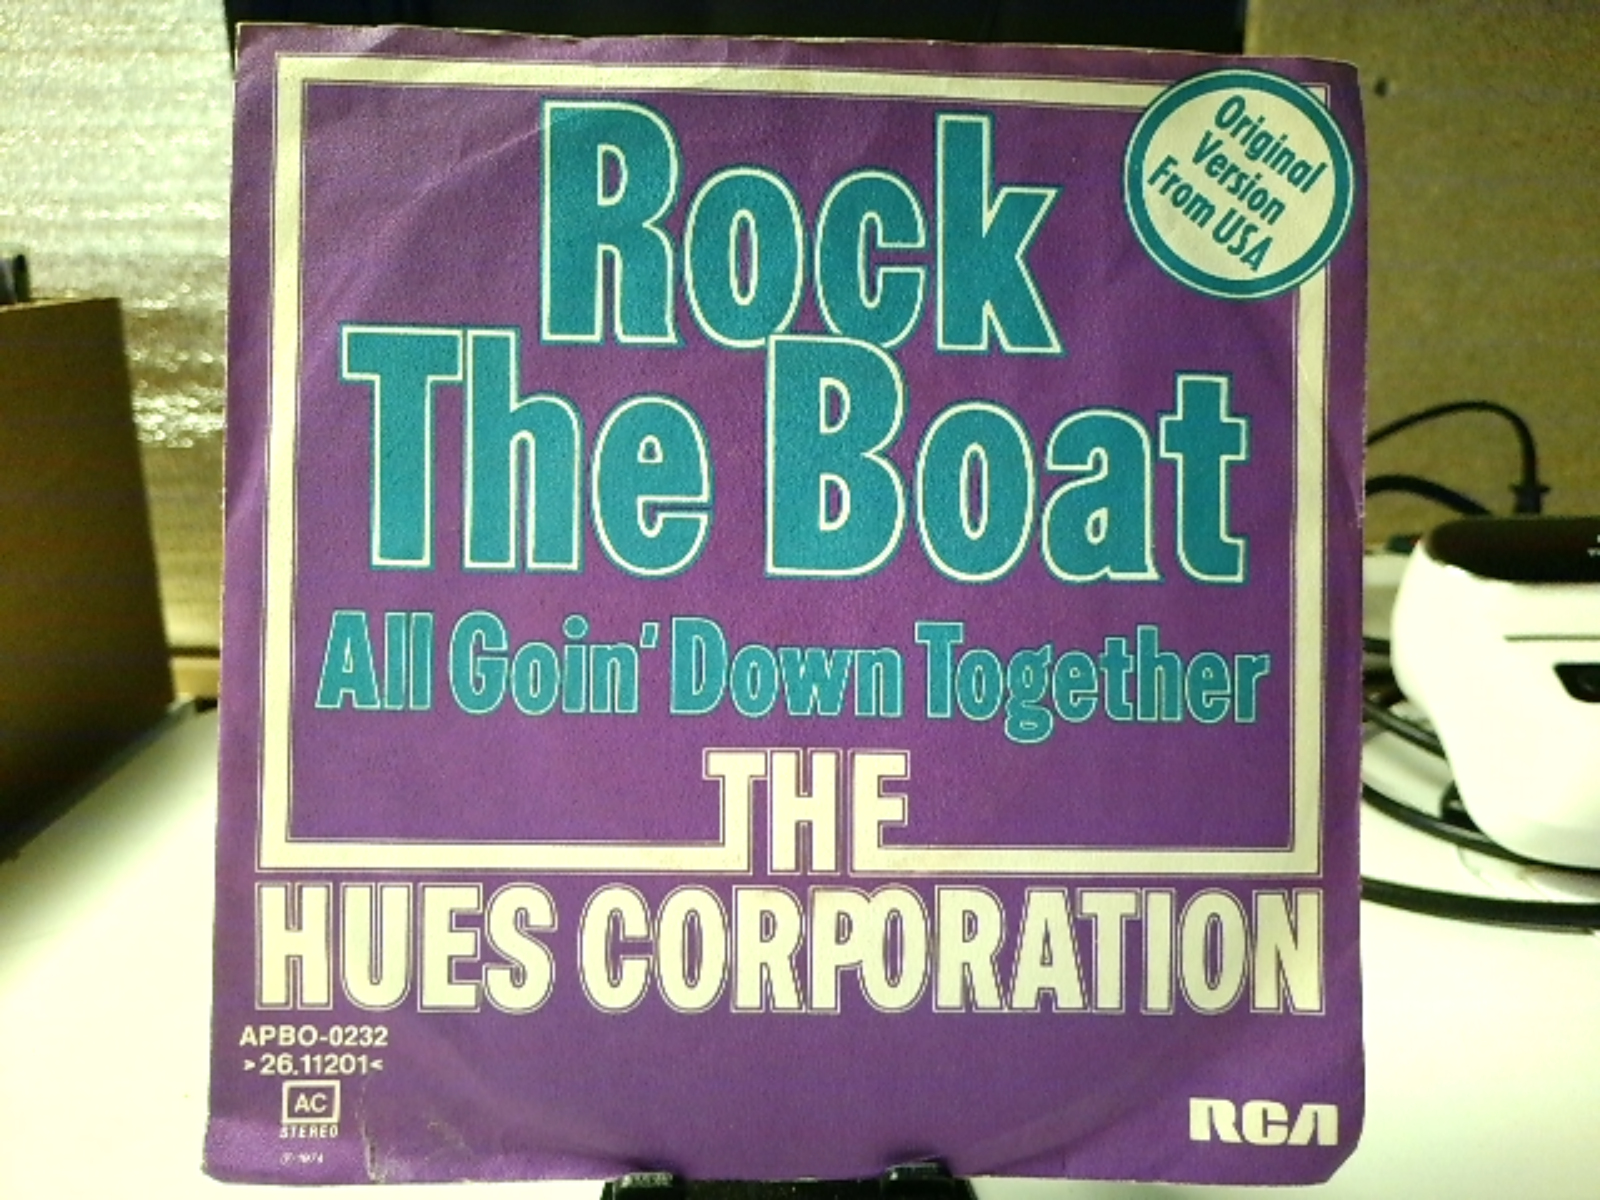 Rock
The Boat
Original
Version
From USA
All Goin' Down Together
THE
HUES CORPORATION
APBO-0232
>26.11201<
AC
STEREO
RCA